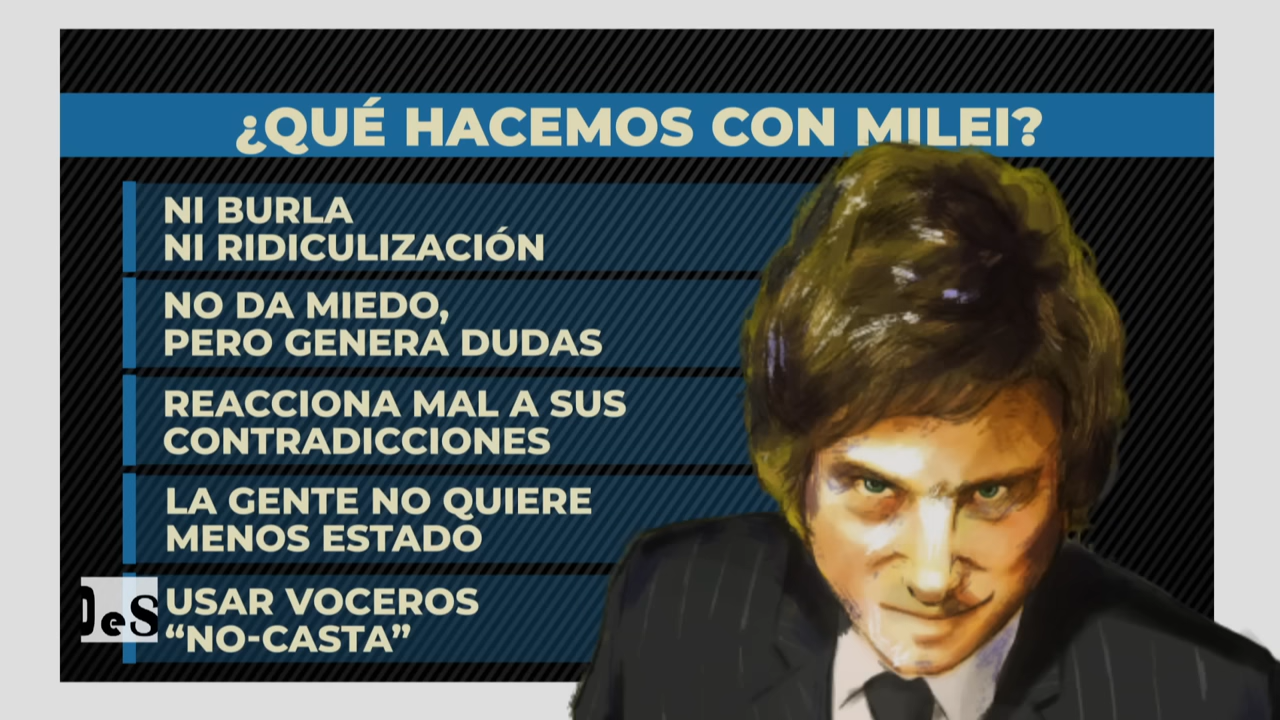 ¿QUÉ HACEMOS CON MILEI?
NI BURLA
NI RIDICULIZACIÓN
NO DA MIEDO,
PERO GENERA DUDAS
REACCIONA MAL A SUS
CONTRADICCIONES
LA GENTE NO QUIERE
MENOS ESTADO
USAR VOCEROS
“NO-CASTA”
DeS